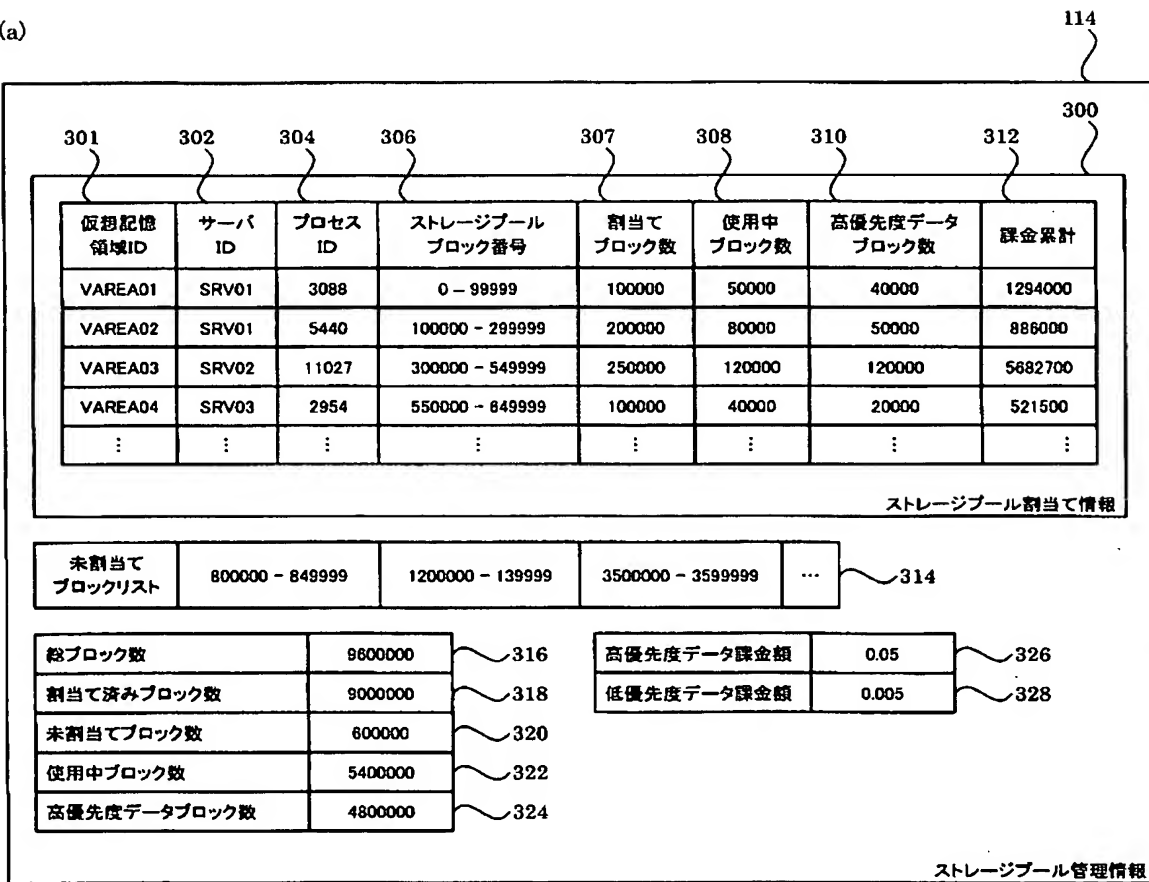 (a)
114
300
301 302 304 306 307 308 310 312
仮想記憶領域ID サーバID プロセスID ストレージプールブロック番号 割当てブロック数 使用中ブロック数 高優先度データブロック数 課金累計
VAREA01 SRV01 3088 0 – 99999 100000 50000 40000 1294000
VAREA02 SRV01 5440 100000 - 299999 200000 80000 50000 886000
VAREA03 SRV02 11027 300000 - 549999 250000 120000 120000 5682700
VAREA04 SRV03 2954 550000 - 649999 100000 40000 20000 521500
⋮ ⋮ ⋮ ⋮ ⋮ ⋮ ⋮ ⋮
ストレージプール割当て情報
未割当てブロックリスト 800000 - 849999 1200000 - 139999 3500000 - 3599999 … 314
総ブロック数 9600000 316
割当て済みブロック数 9000000 318
未割当てブロック数 600000 320
使用中ブロック数 5400000 322
高優先度データブロック数 4800000 324
高優先度データ課金額 0.05 326
低優先度データ課金額 0.005 328
ストレージプール管理情報